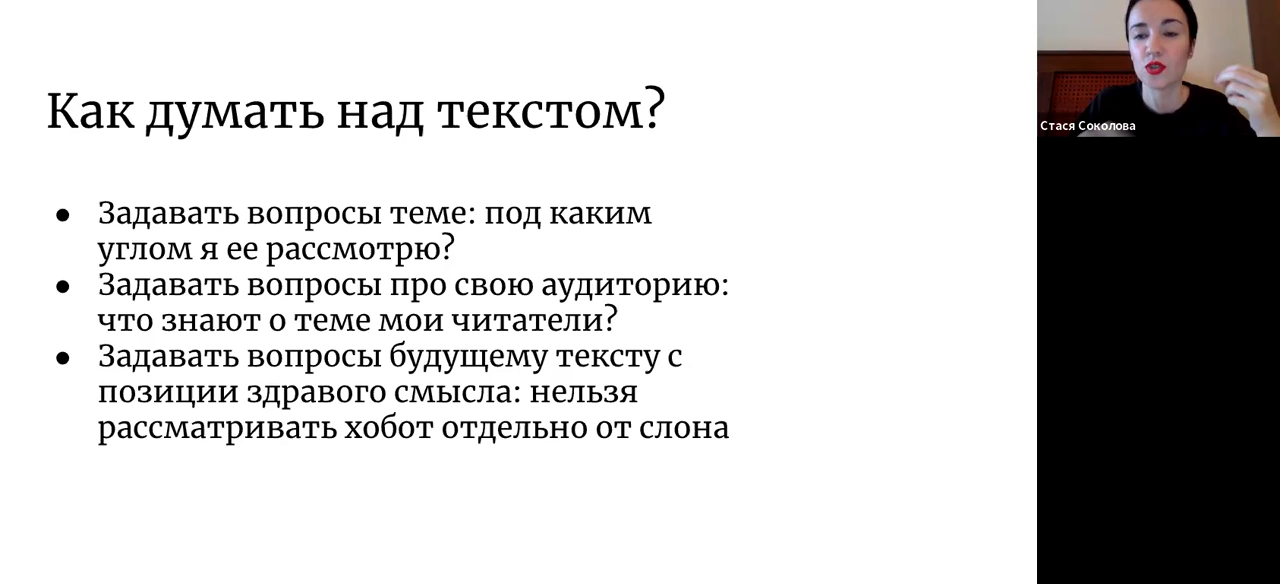 Как думать над текстом?
● Задавать вопросы теме: под каким
углом я ее рассмотрю?
● Задавать вопросы про свою аудиторию:
что знают о теме мои читатели?
● Задавать вопросы будущему тексту с
позиции здравого смысла: нельзя
рассматривать хобот отдельно от слона
Стася Соколова